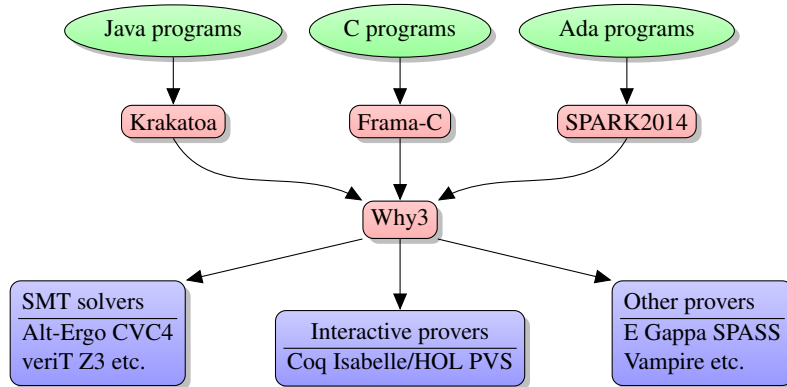 Java programs
C programs
Ada programs
Krakatoa
Frama-C
SPARK2014
Why3
SMT solvers
Alt-Ergo CVC4
veriT Z3 etc.
Interactive provers
Coq Isabelle/HOL PVS
Other provers
E Gappa SPASS
Vampire etc.